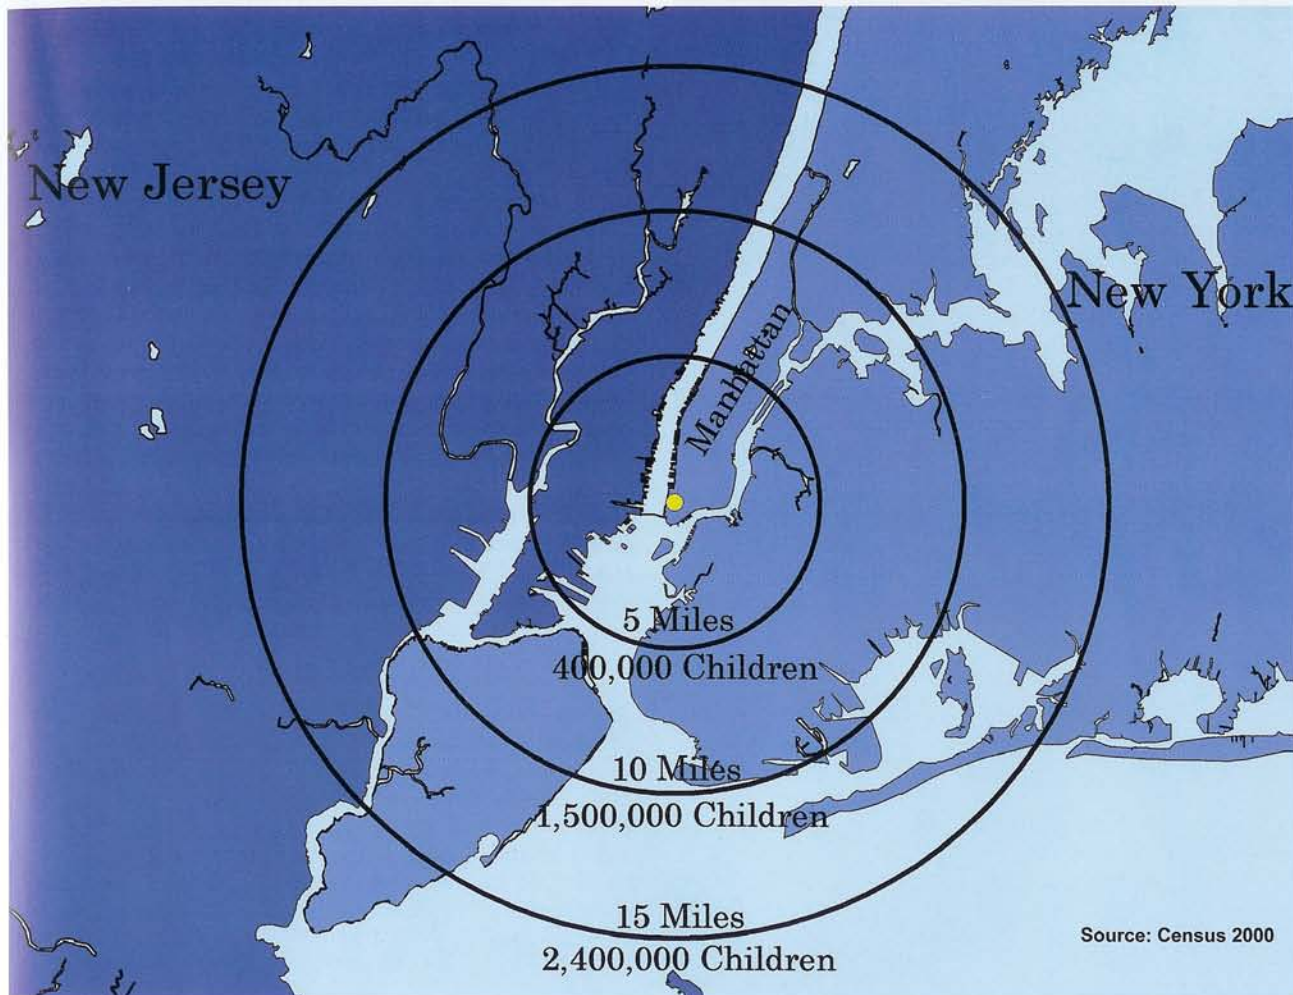 New Jersey
New York
Manhattan
5 Miles
400,000 Children
10 Miles
1,500,000 Children
15 Miles
2,400,000 Children
Source: Census 2000